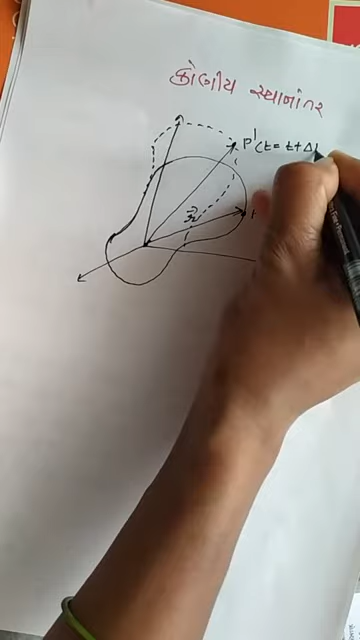 કોણીય સ્થાનાંતર
P'(t = t + Δt
r⃗